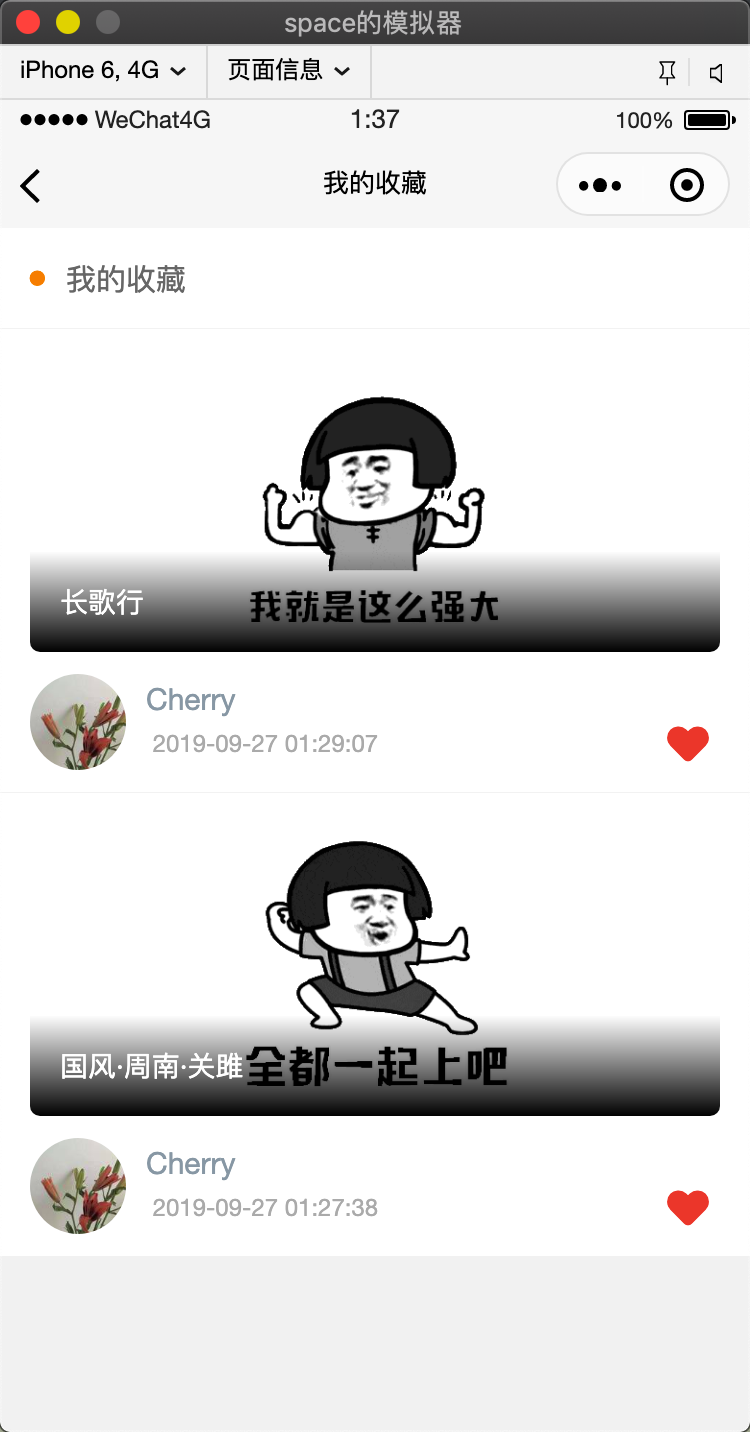 space的模拟器
iPhone 6, 4G 页面信息
WeChat4G 1:37 100%
我的收藏
我的收藏
长歌行 我就是这么强大
Cherry
2019-09-27 01:29:07
国风·周南·关雎 全都一起上吧
Cherry
2019-09-27 01:27:38